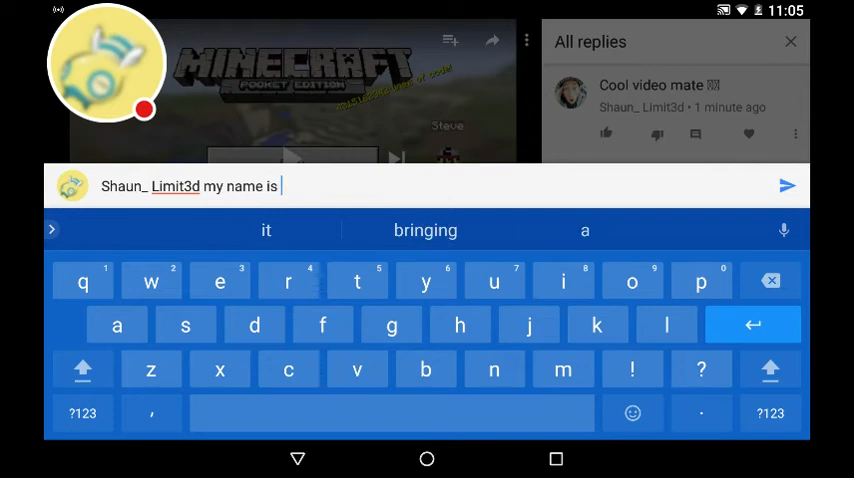 11:05
MINECRAFT
POCKET EDITION
Steve
All replies
Cool video mate
Shaun_ Limit3d • 1 minute ago
Shaun_ Limit3d my name is
it bringing a
q 1 w 2 e 3 r 4 t 5 y 6 u 7 i 8 o 9 p 0
a s d f g h j k l
z x c v b n m ! ?
?123 , . ?123